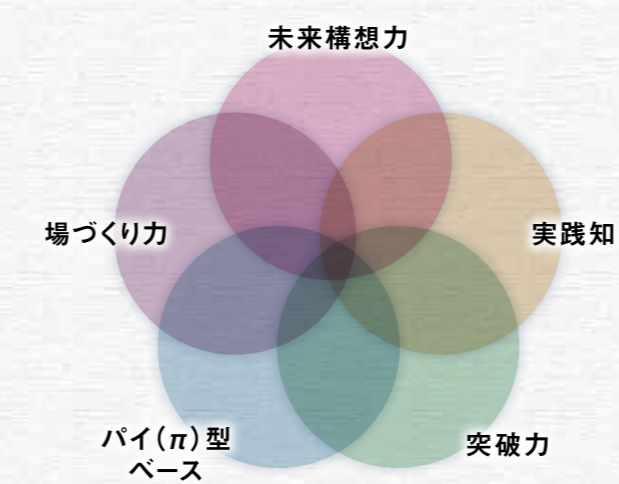 未来構想力
場づくり力
実践知
パイ(π)型
ベース
突破力